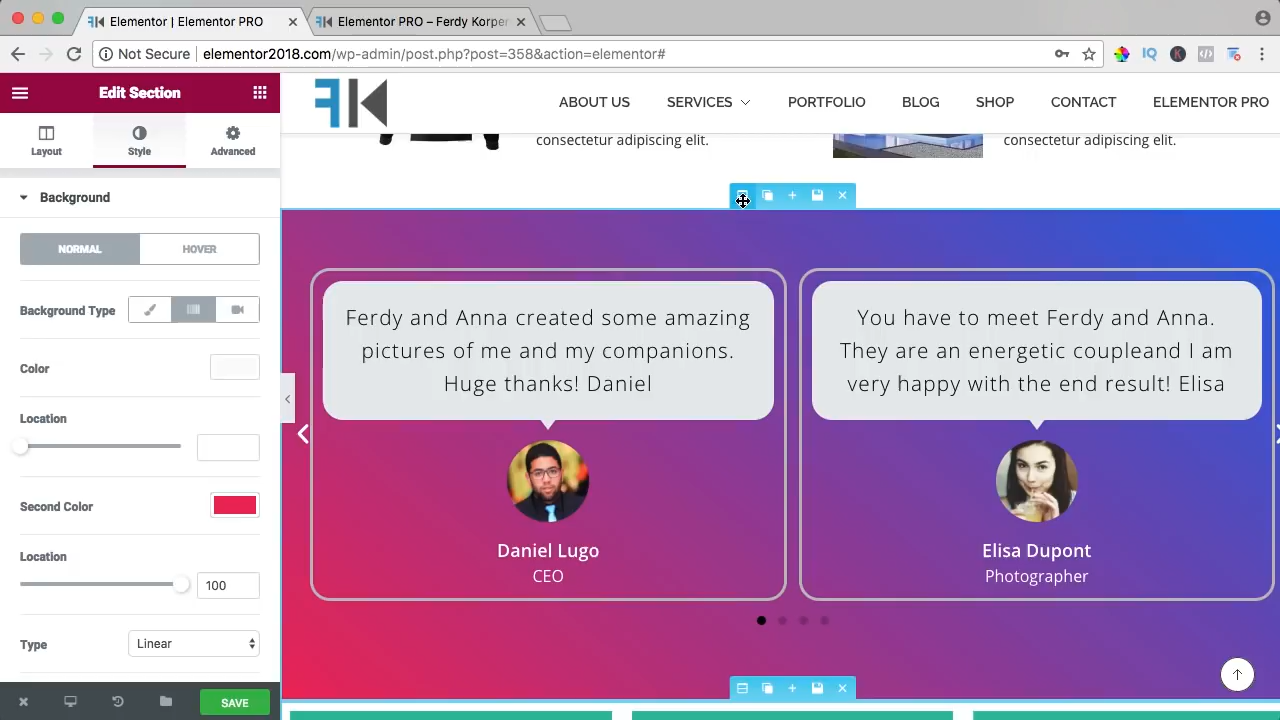 Elementor | Elementor PRO
Elementor PRO – Ferdy Korper
Not Secure
elementor2018.com/wp-admin/post.php?post=358&action=elementor#
Edit Section
Layout
Style
Advanced
Background
NORMAL
HOVER
Background Type
Color
Location
Second Color
Location
100
Type
Linear
SAVE
FK
ABOUT US
SERVICES
PORTFOLIO
BLOG
SHOP
CONTACT
ELEMENTOR PRO
consectetur adipiscing elit.
consectetur adipiscing elit.
Ferdy and Anna created some amazing
pictures of me and my companions.
Huge thanks! Daniel
Daniel Lugo
CEO
You have to meet Ferdy and Anna.
They are an energetic coupleand I am
very happy with the end result! Elisa
Elisa Dupont
Photographer